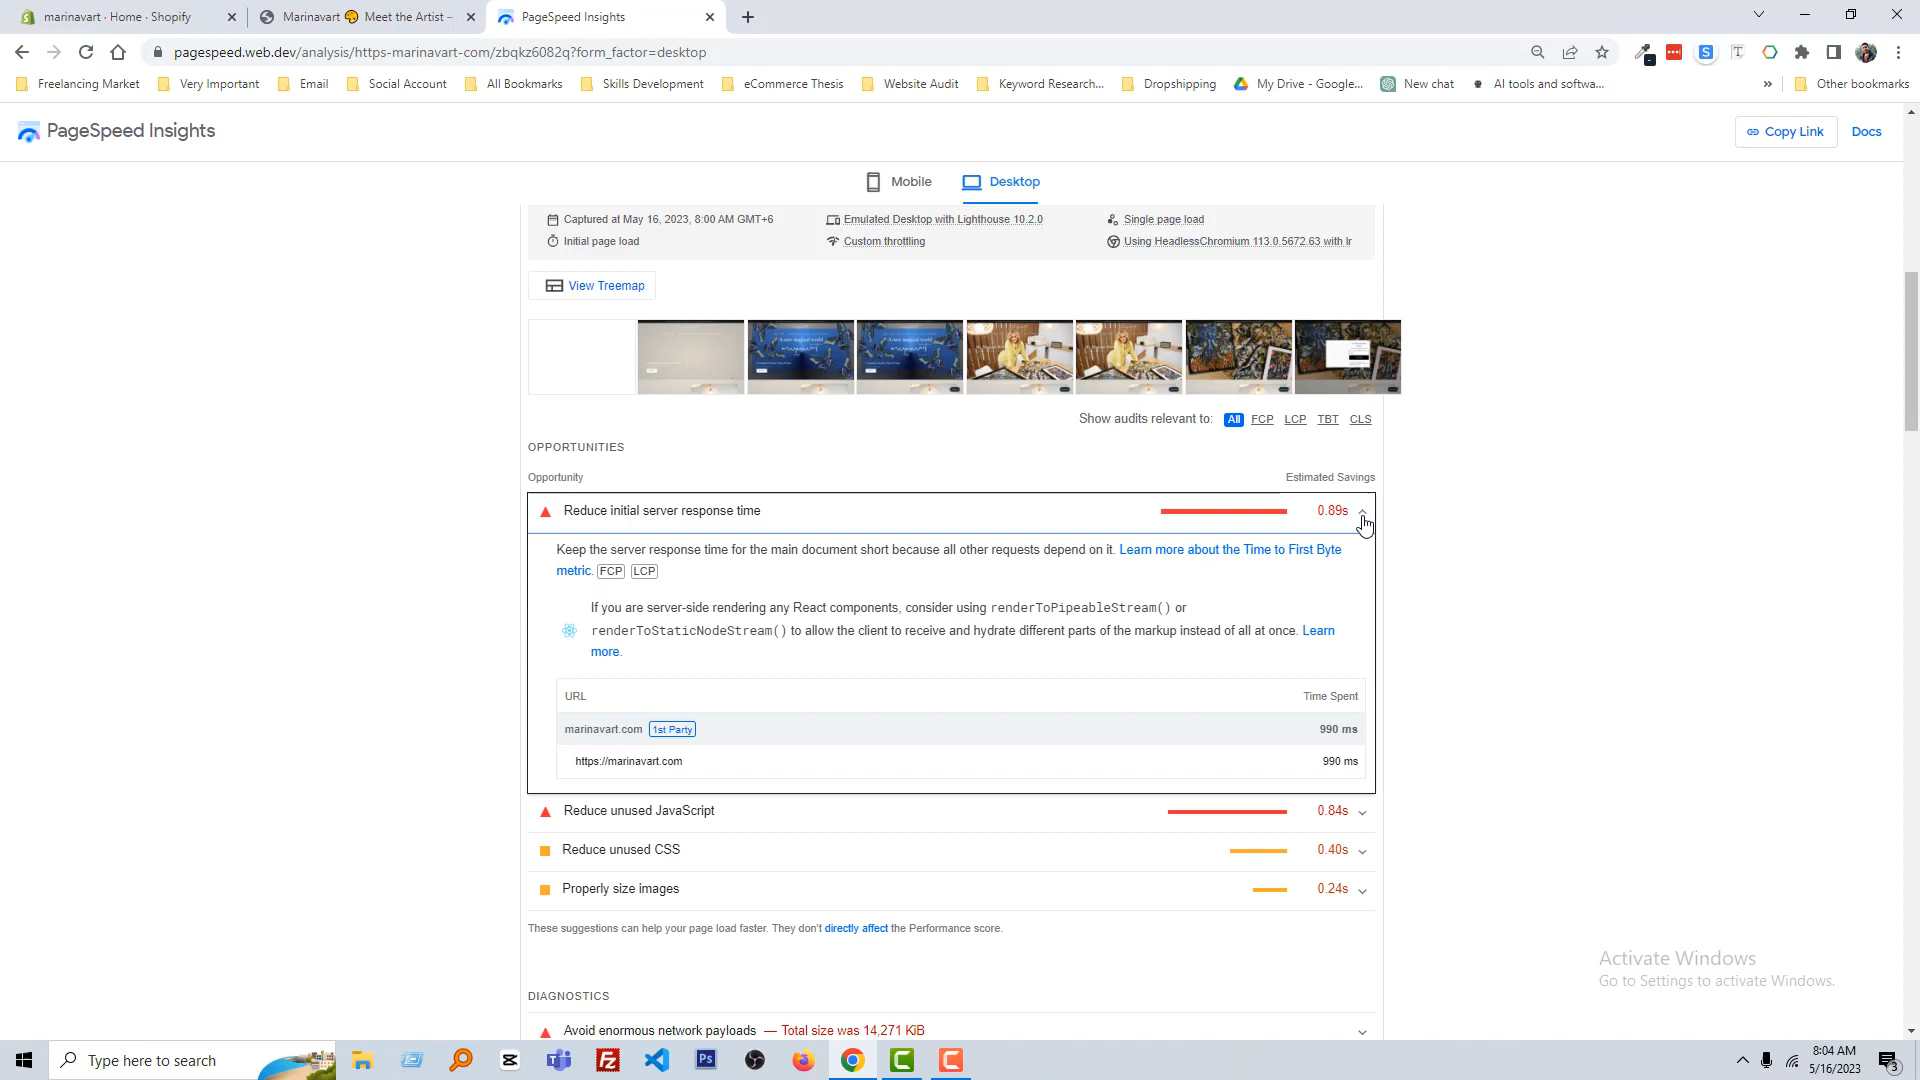 marinavart · Home · Shopify
Marinavart 🎨 Meet the Artist –
PageSpeed Insights
pagespeed.web.dev/analysis/https-marinavart-com/zbqkz6082q?form_factor=desktop
Freelancing Market
Very Important
Email
Social Account
All Bookmarks
Skills Development
eCommerce Thesis
Website Audit
Keyword Research...
Dropshipping
My Drive - Google...
New chat
AI tools and softwa...
»
Other bookmarks
PageSpeed Insights
Copy Link
Docs
Mobile
Desktop
Captured at May 16, 2023, 8:00 AM GMT+6
Emulated Desktop with Lighthouse 10.2.0
Single page load
Initial page load
Custom throttling
Using HeadlessChromium 113.0.5672.63 with lr
View Treemap
Show audits relevant to: All FCP LCP TBT CLS
OPPORTUNITIES
Opportunity
Estimated Savings
Reduce initial server response time
0.89s
Keep the server response time for the main document short because all other requests depend on it. Learn more about the Time to First Byte
metric. FCP LCP
If you are server-side rendering any React components, consider using renderToPipeableStream() or
renderToStaticNodeStream() to allow the client to receive and hydrate different parts of the markup instead of all at once. Learn
more.
URL
Time Spent
marinavart.com 1st Party
990 ms
https://marinavart.com
990 ms
Reduce unused JavaScript
0.84s
Reduce unused CSS
0.40s
Properly size images
0.24s
These suggestions can help your page load faster. They don't directly affect the Performance score.
Activate Windows
Go to Settings to activate Windows.
DIAGNOSTICS
Avoid enormous network payloads — Total size was 14,271 KiB
Type here to search
8:04 AM
5/16/2023
3